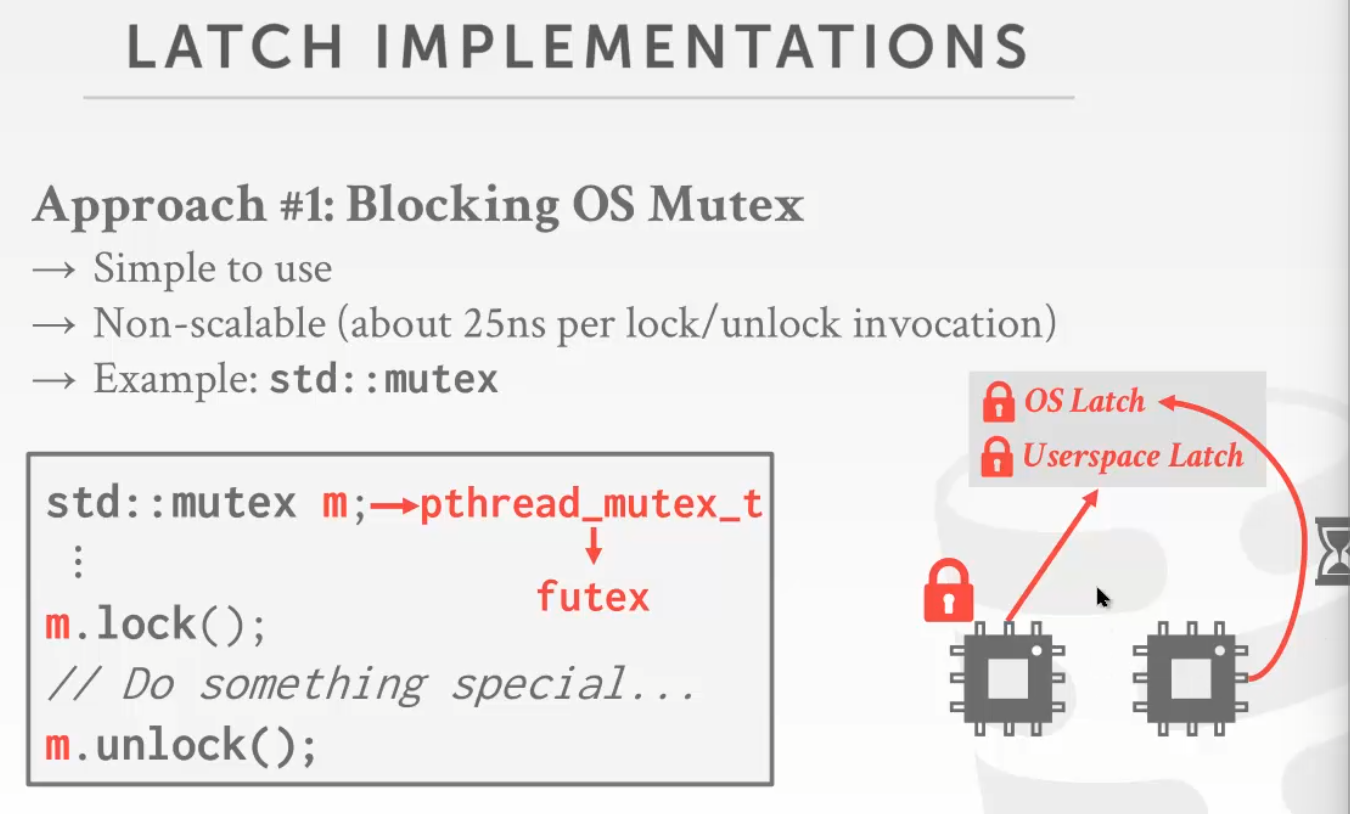 LATCH IMPLEMENTATIONS
Approach #1: Blocking OS Mutex
→ Simple to use
→ Non-scalable (about 25ns per lock/unlock invocation)
→ Example: std::mutex
std::mutex m;→pthread_mutex_t
⋮
futex
m.lock();
// Do something special...
m.unlock();
OS Latch
Userspace Latch